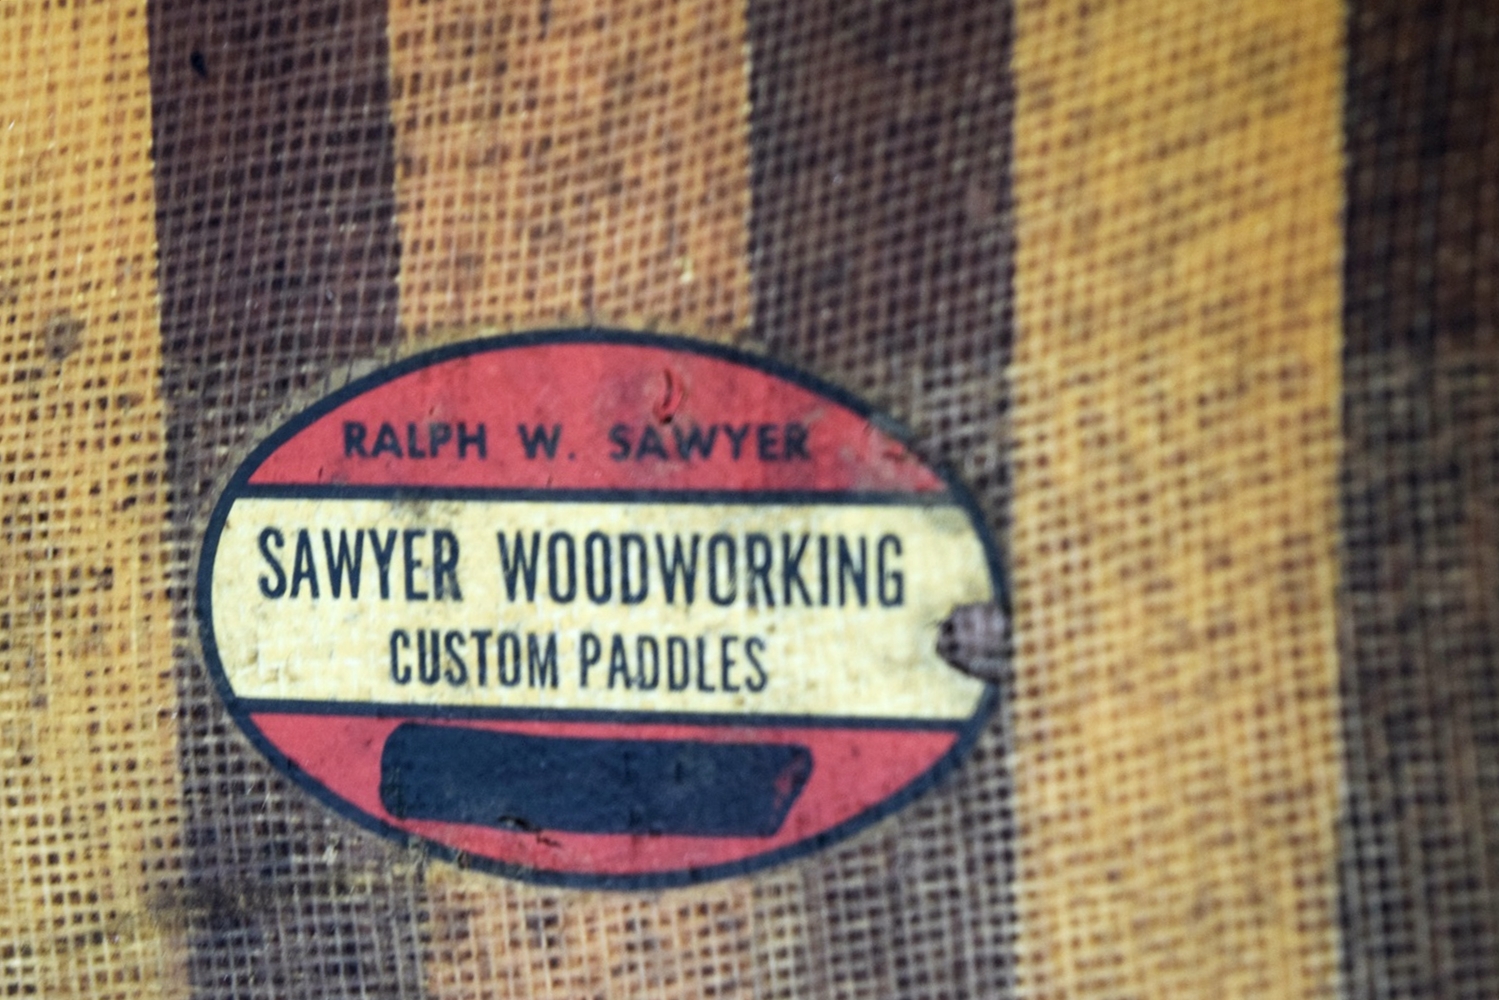 RALPH W. SAWYER
SAWYER WOODWORKING
CUSTOM PADDLES